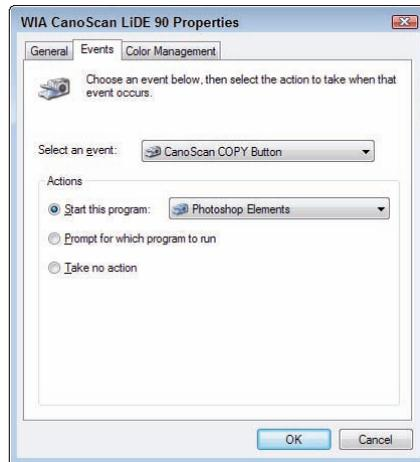 WIA CanoScan LiDE 90 Properties
General Events Color Management
Choose an event below, then select the action to take when that
event occurs.
Select an event: CanoScan COPY Button
Actions
Start this program: Photoshop Elements
Prompt for which program to run
Take no action
OK Cancel